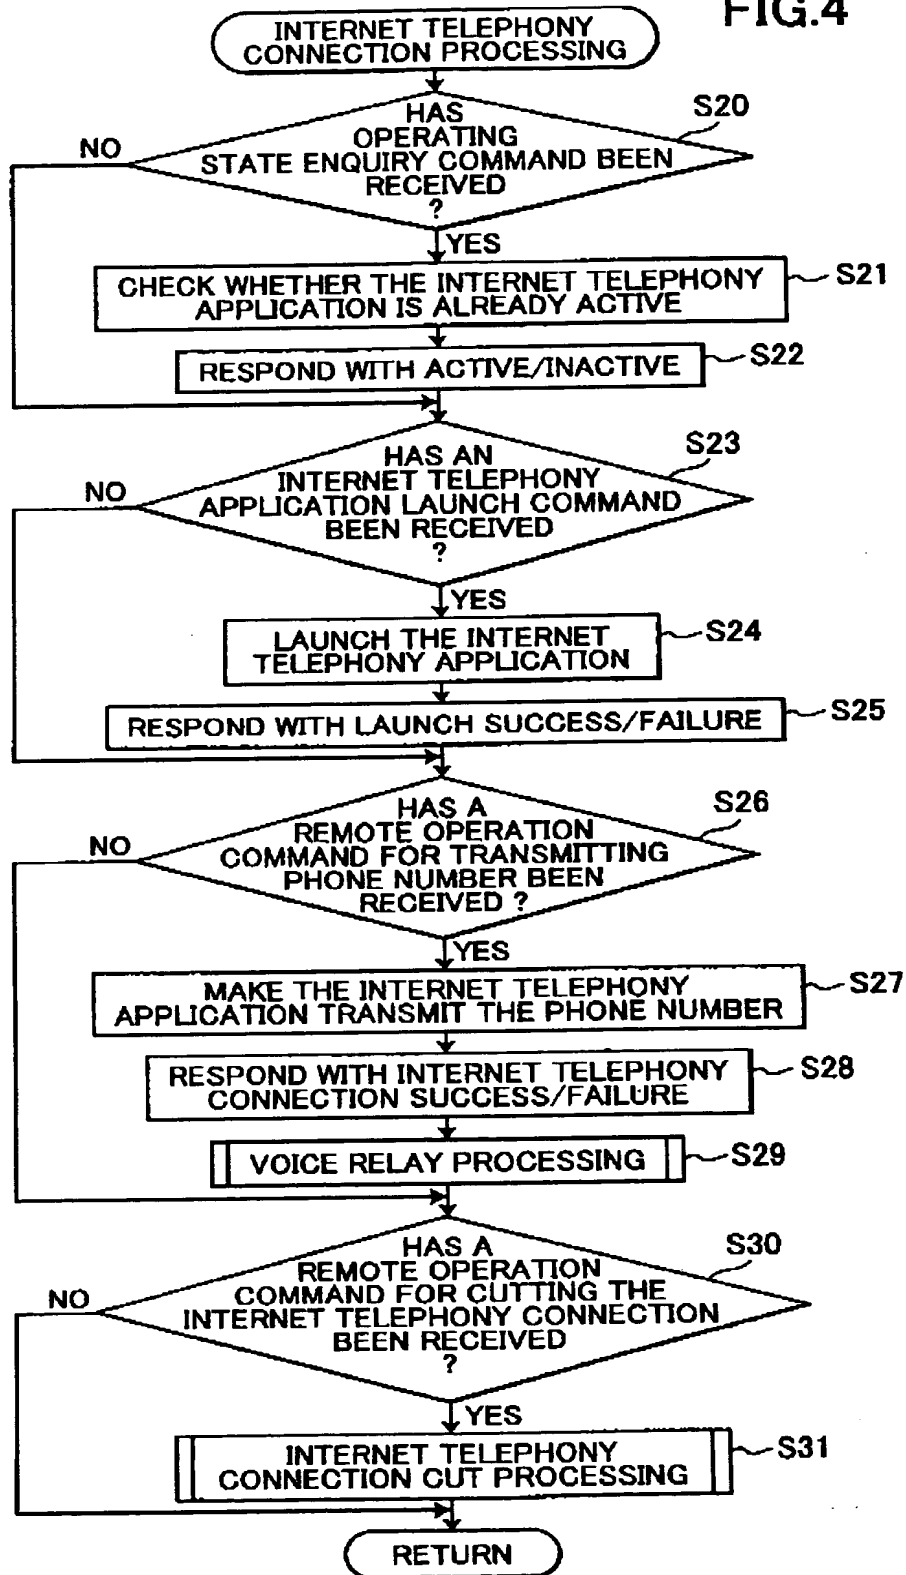 FIG.4
INTERNET TELEPHONY
CONNECTION PROCESSING
S20
HAS
OPERATING
STATE ENQUIRY COMMAND BEEN
RECEIVED
?
NO
YES
CHECK WHETHER THE INTERNET TELEPHONY
APPLICATION IS ALREADY ACTIVE
S21
RESPOND WITH ACTIVE/INACTIVE
S22
S23
HAS AN
INTERNET TELEPHONY
APPLICATION LAUNCH COMMAND
BEEN RECEIVED
?
NO
YES
LAUNCH THE INTERNET
TELEPHONY APPLICATION
S24
RESPOND WITH LAUNCH SUCCESS/FAILURE
S25
S26
HAS A
REMOTE OPERATION
COMMAND FOR TRANSMITTING
PHONE NUMBER BEEN
RECEIVED ?
NO
YES
MAKE THE INTERNET TELEPHONY
APPLICATION TRANSMIT THE PHONE NUMBER
S27
RESPOND WITH INTERNET TELEPHONY
CONNECTION SUCCESS/FAILURE
S28
VOICE RELAY PROCESSING
S29
S30
HAS A
REMOTE OPERATION
COMMAND FOR CUTTING THE
INTERNET TELEPHONY CONNECTION
BEEN RECEIVED
?
NO
YES
INTERNET TELEPHONY
CONNECTION CUT PROCESSING
S31
RETURN